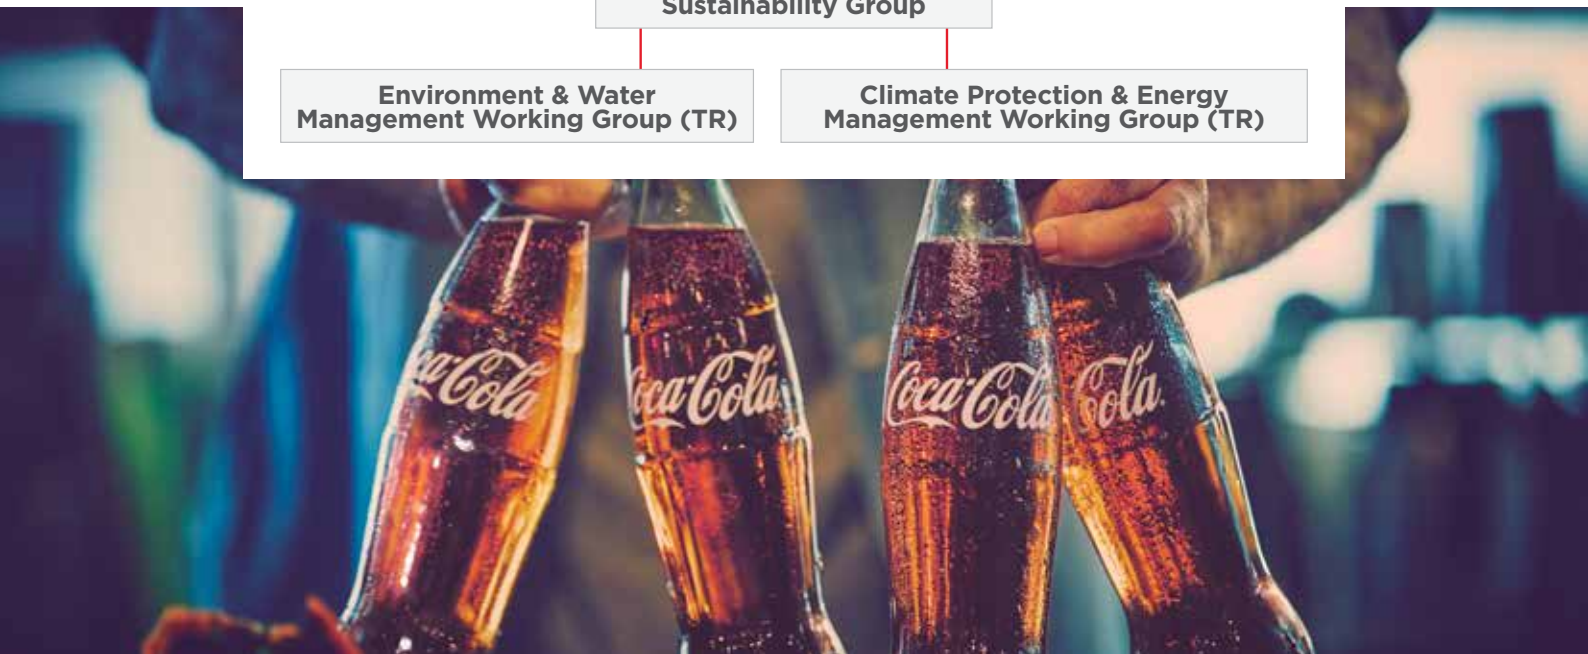 Sustainability Group
Environment & Water
Management Working Group (TR)
Climate Protection & Energy
Management Working Group (TR)
ca-Cola
Coca-Cola
Coca-Cola
Cola